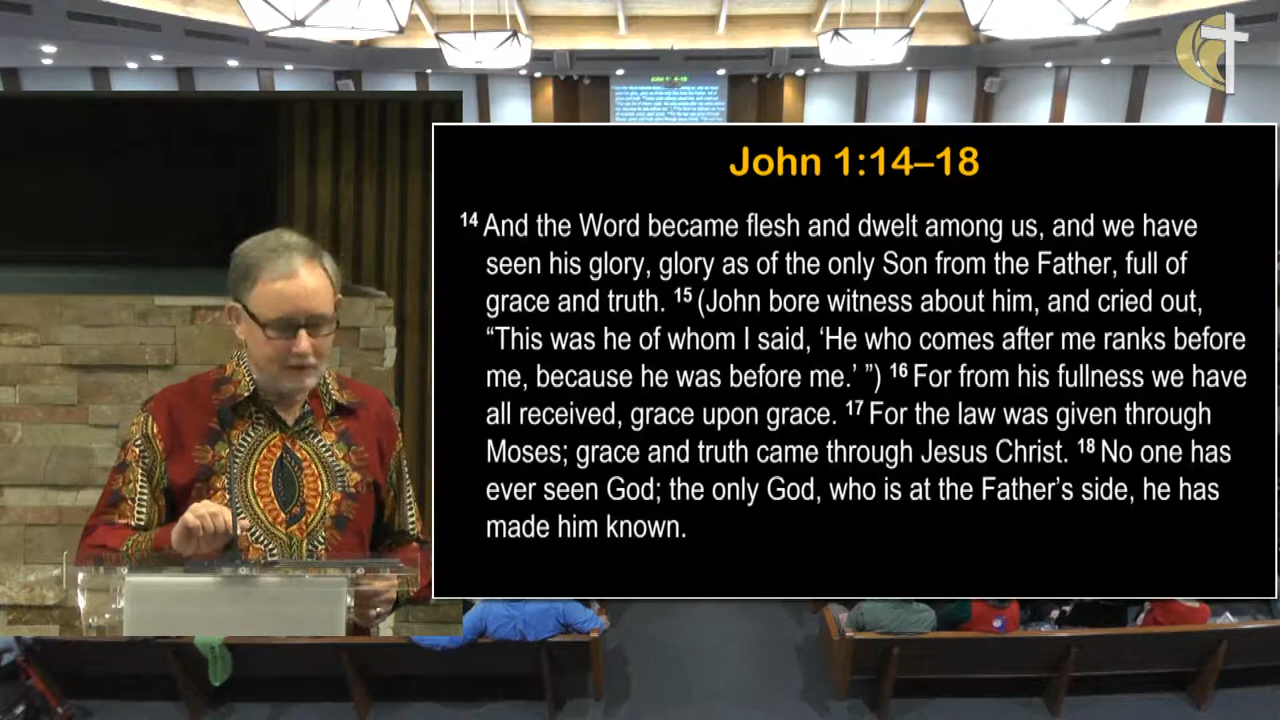 John 1:14–18
14 And the Word became flesh and dwelt among us, and we have
seen his glory, glory as of the only Son from the Father, full of
grace and truth. 15 (John bore witness about him, and cried out,
“This was he of whom I said, ‘He who comes after me ranks before
me, because he was before me.’ ”) 16 For from his fullness we have
all received, grace upon grace. 17 For the law was given through
Moses; grace and truth came through Jesus Christ. 18 No one has
ever seen God; the only God, who is at the Father’s side, he has
made him known.